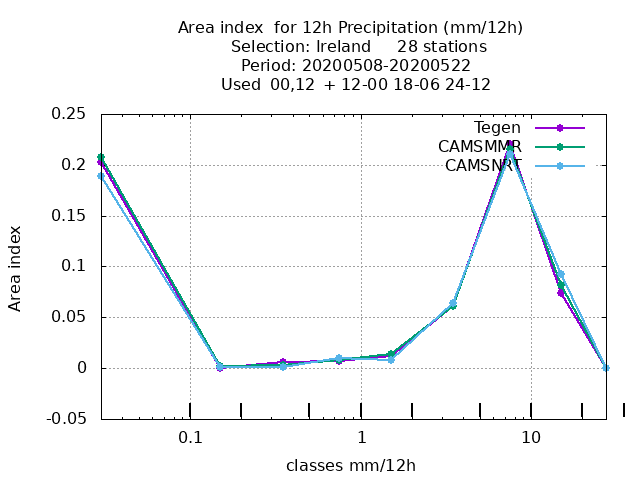 Area index  for 12h Precipitation (mm/12h)
Selection: Ireland     28 stations
Period: 20200508-20200522
Used  00,12  + 12-00 18-06 24-12
0.25
0.2
0.15
0.1
0.05
0
-0.05
Area index
Tegen
CAMSMMR
CAMSNRT
0.1
1
10
classes mm/12h